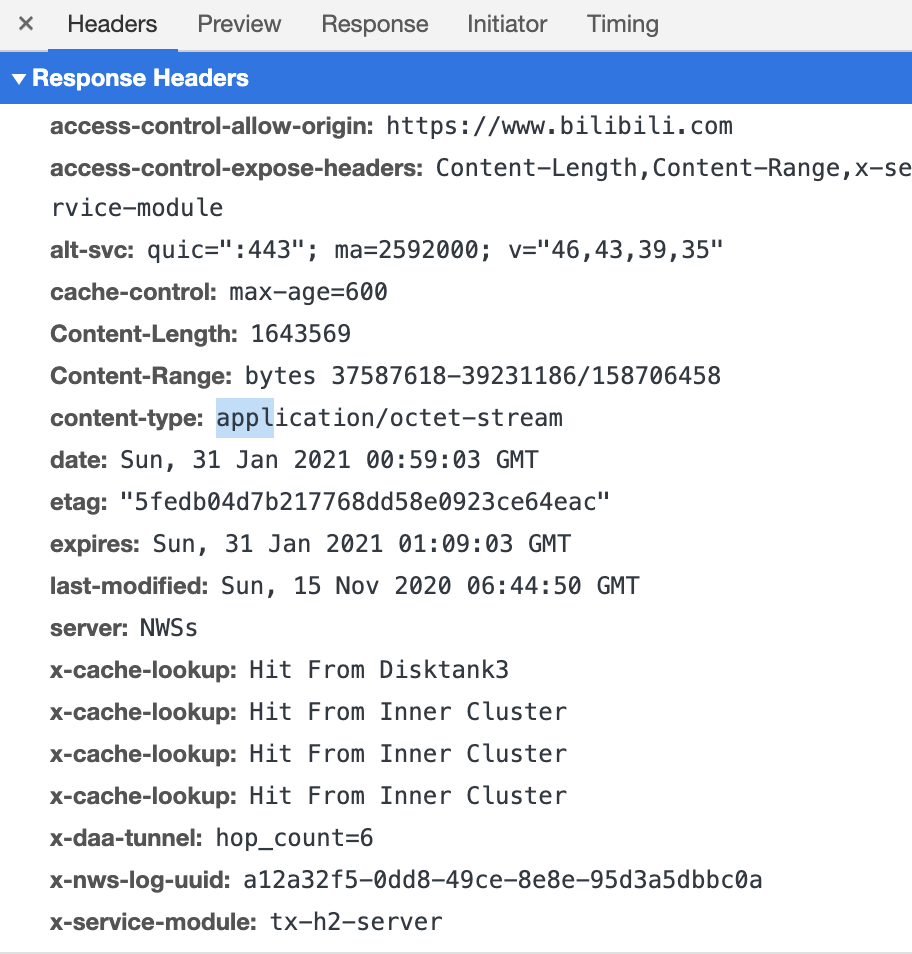 × Headers Preview Response Initiator Timing
▼ Response Headers
access-control-allow-origin: https://www.bilibili.com
access-control-expose-headers: Content-Length,Content-Range,x-se
rvice-module
alt-svc: quic=":443"; ma=2592000; v="46,43,39,35"
cache-control: max-age=600
Content-Length: 1643569
Content-Range: bytes 37587618-39231186/158706458
content-type: application/octet-stream
date: Sun, 31 Jan 2021 00:59:03 GMT
etag: "5fedb04d7b217768dd58e0923ce64eac"
expires: Sun, 31 Jan 2021 01:09:03 GMT
last-modified: Sun, 15 Nov 2020 06:44:50 GMT
server: NWSs
x-cache-lookup: Hit From Disktank3
x-cache-lookup: Hit From Inner Cluster
x-cache-lookup: Hit From Inner Cluster
x-cache-lookup: Hit From Inner Cluster
x-daa-tunnel: hop_count=6
x-nws-log-uuid: a12a32f5-0dd8-49ce-8e8e-95d3a5dbbc0a
x-service-module: tx-h2-server